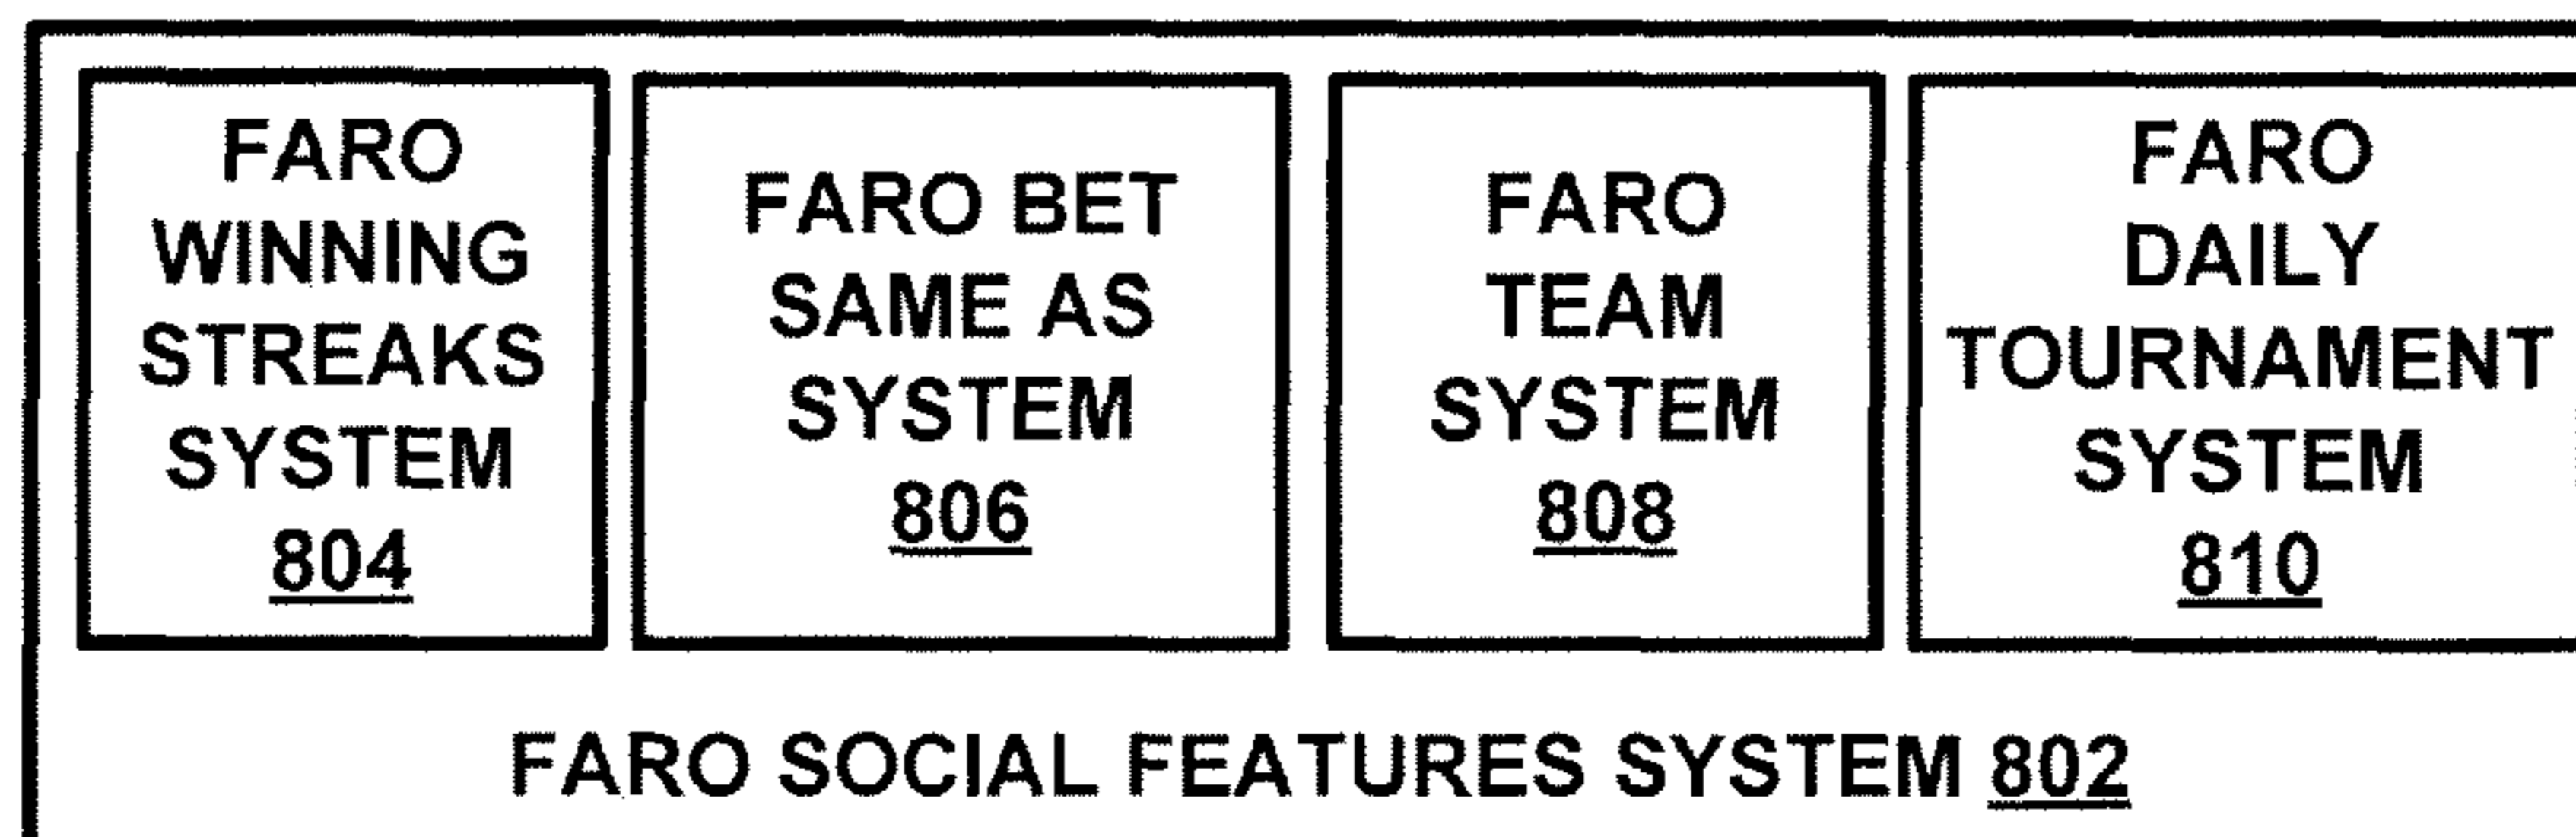 FARO
WINNING
STREAKS
SYSTEM
804
FARO BET
SAME AS
SYSTEM
806
FARO
TEAM
SYSTEM
808
FARO
DAILY
TOURNAMENT
SYSTEM
810
FARO SOCIAL FEATURES SYSTEM 802